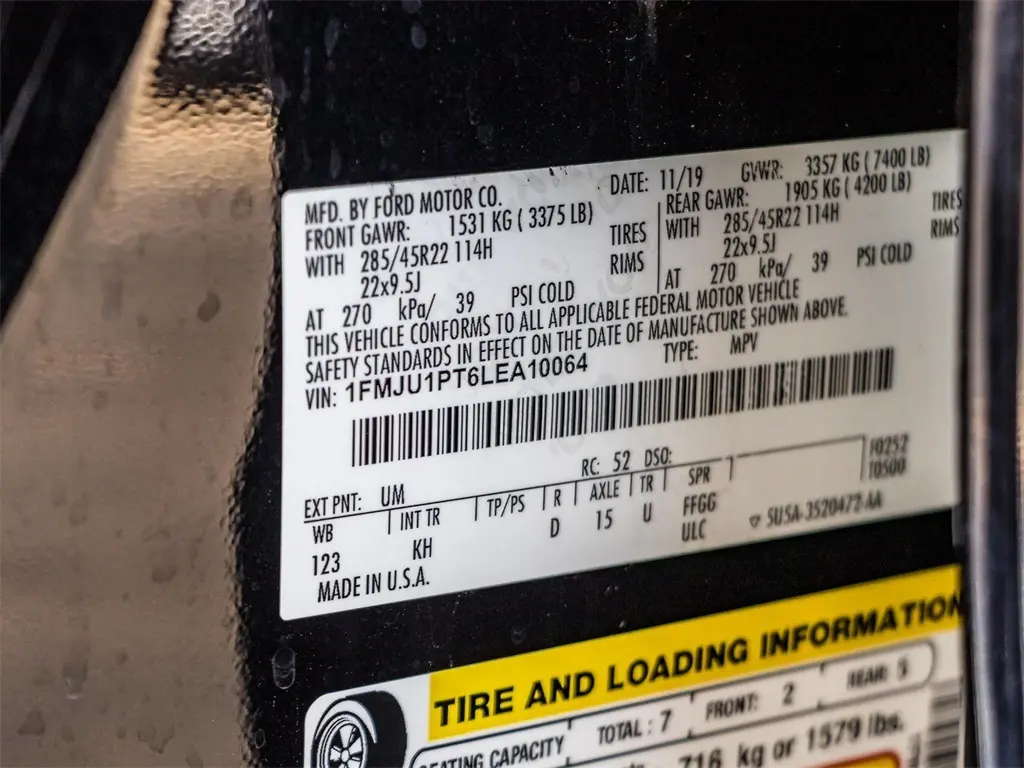 MFD. BY FORD MOTOR CO. DATE: 11/19 GVWR: 3357 KG ( 7400 LB)
FRONT GAWR: 1531 KG ( 3375 LB) REAR GAWR: 1905 KG ( 4200 LB)
WITH 285/45R22 114H TIRES WITH 285/45R22 114H TIRES
22x9.5J RIMS 22x9.5J RIMS
AT 270 kPa/ 39 PSI COLD AT 270 kPa/ 39 PSI COLD
THIS VEHICLE CONFORMS TO ALL APPLICABLE FEDERAL MOTOR VEHICLE
SAFETY STANDARDS IN EFFECT ON THE DATE OF MANUFACTURE SHOWN ABOVE.
VIN: 1FMJU1PT6LEA10064 TYPE: MPV
RC: 52 DSO: F0252
EXT PNT: UM T0500
WB INT TR TP/PS R AXLE TR SPR
123 KH D 15 U FFGG
ULC 5U5A-3520472-AA
MADE IN U.S.A.
TIRE AND LOADING INFORMATION
SEATING CAPACITY TOTAL : 7 FRONT: 2 REAR: 5
716 kg or 1579 lbs.